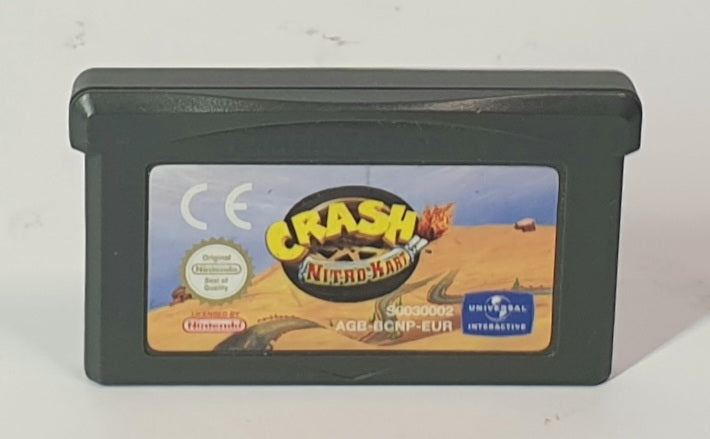 CE
CRASH
NITRO-KART
Original
Nintendo
Seal of
Quality
LICENSED BY
Nintendo
S0030002
AGB-BCNP-EUR
UNIVERSAL
INTERACTIVE